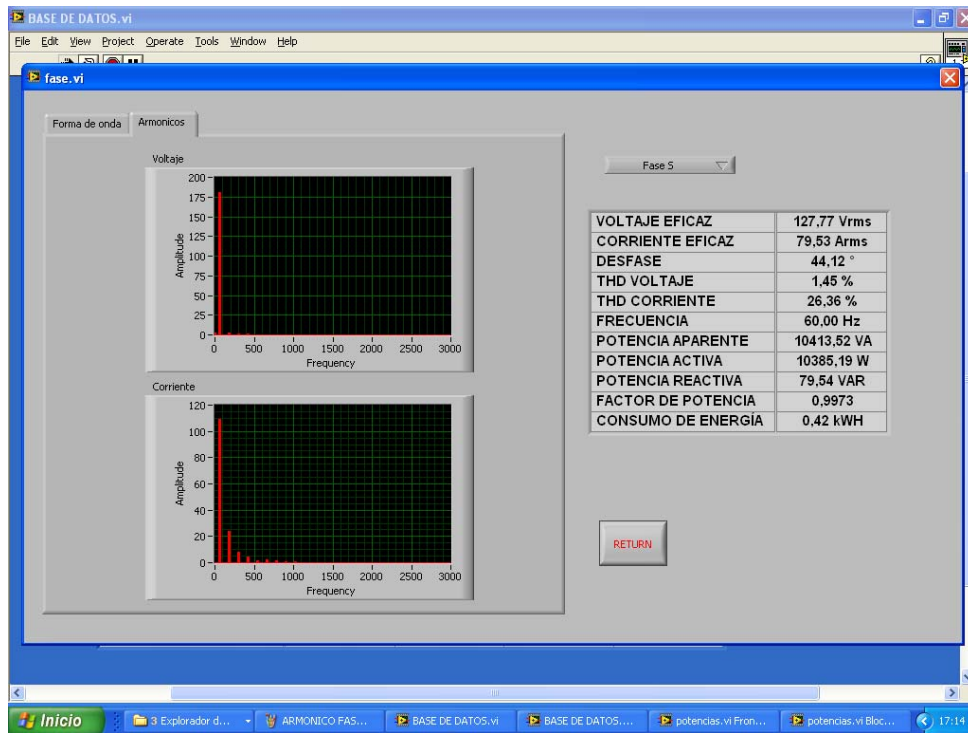 BASE DE DATOS.vi
File Edit View Project Operate Tools Window Help
fase.vi
Forma de onda Armonicos
Voltaje
200
175
150
125
100
75
50
25
0
Amplitude
0 500 1000 1500 2000 2500 3000
Frequency
Corriente
120
100
80
60
40
20
0
Amplitude
0 500 1000 1500 2000 2500 3000
Frequency
Fase S
VOLTAJE EFICAZ 127,77 Vrms
CORRIENTE EFICAZ 79,53 Arms
DESFASE 44,12 °
THD VOLTAJE 1,45 %
THD CORRIENTE 26,36 %
FRECUENCIA 60,00 Hz
POTENCIA APARENTE 10413,52 VA
POTENCIA ACTIVA 10385,19 W
POTENCIA REACTIVA 79,54 VAR
FACTOR DE POTENCIA 0,9973
CONSUMO DE ENERGÍA 0,42 kWH
RETURN
Inicio 3 Explorador d... ARMONICO FAS... BASE DE DATOS.vi BASE DE DATOS.... potencias.vi Fron... potencias.vi Bloc... 17:14